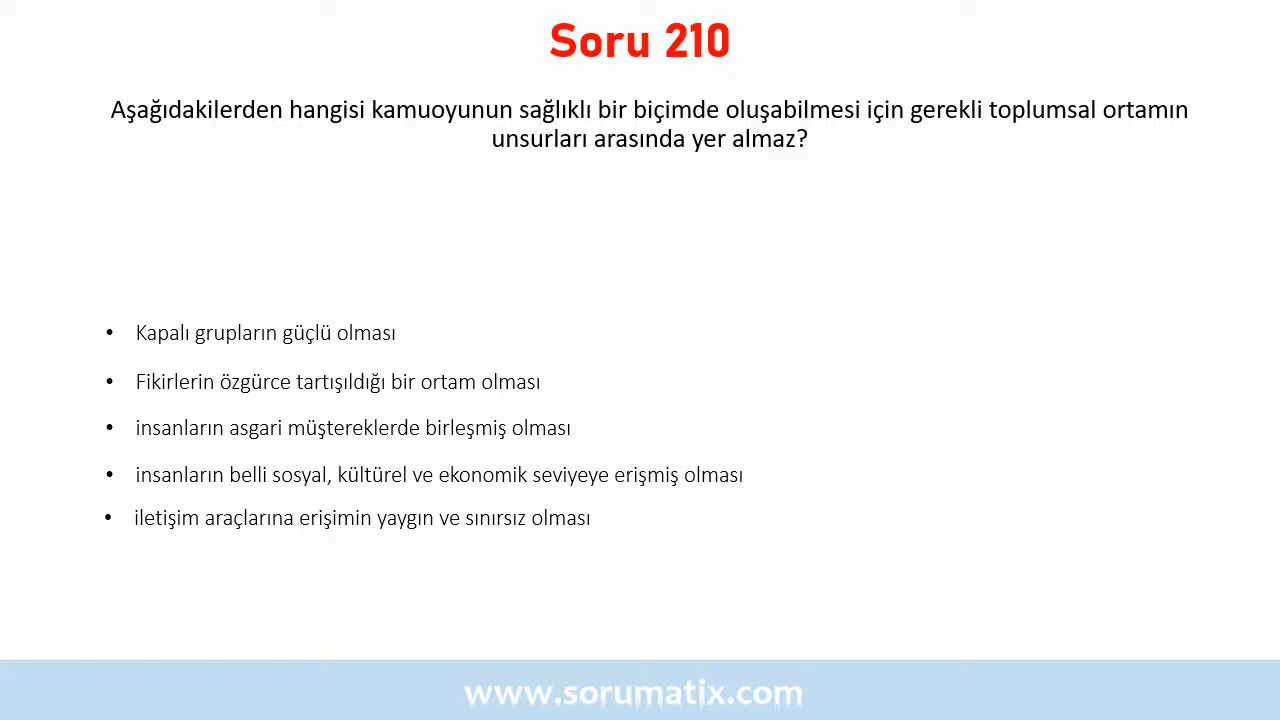 Soru 210
Aşağıdakilerden hangisi kamuoyunun sağlıklı bir biçimde oluşabilmesi için gerekli toplumsal ortamın
unsurları arasında yer almaz?
• Kapalı grupların güçlü olması
• Fikirlerin özgürce tartışıldığı bir ortam olması
• insanların asgari müştereklerde birleşmiş olması
• insanların belli sosyal, kültürel ve ekonomik seviyeye erişmiş olması
• iletişim araçlarına erişimin yaygın ve sınırsız olması
www.sorumatix.com